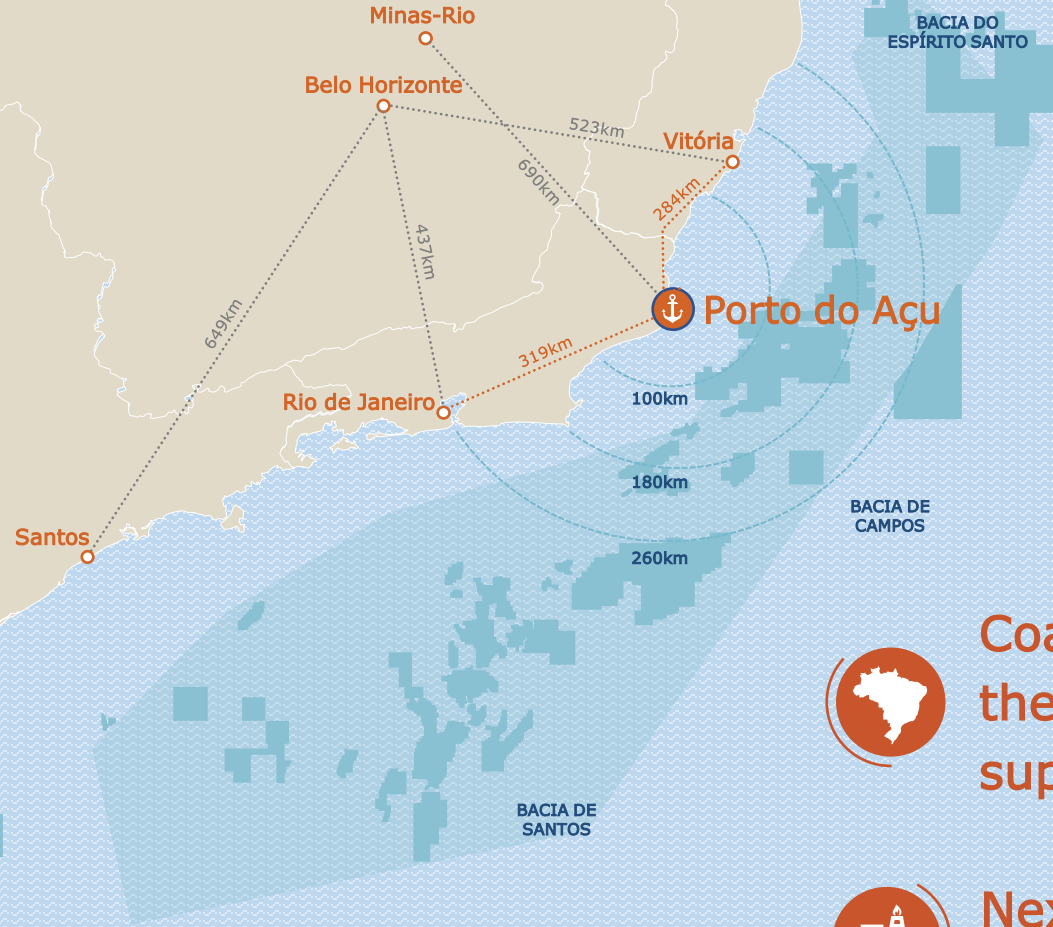 Minas-Rio
BACIA DO
ESPÍRITO SANTO
Belo Horizonte
523km
Vitória
690km
284km
437km
649km
Porto do Açu
319km
Rio de Janeiro
100km
180km
BACIA DE
CAMPOS
Santos
260km
Coa
the
sup
BACIA DE
SANTOS
Nex